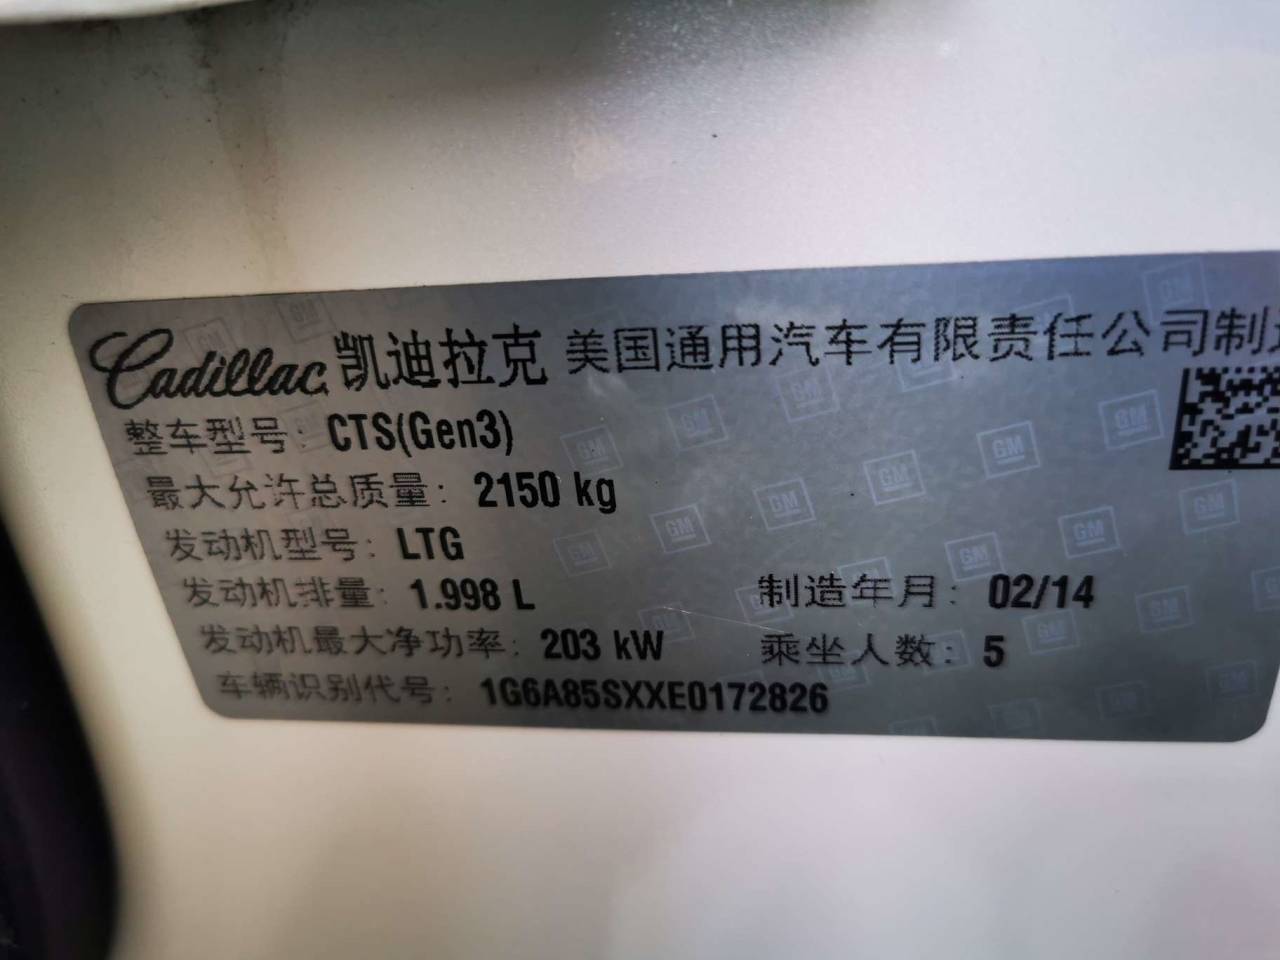 Cadillac 凯迪拉克 美国通用汽车有限责任公司制
整车型号: CTS(Gen3)
最大允许总质量: 2150 kg
发动机型号: LTG
发动机排量: 1.998 L 制造年月: 02/14
发动机最大净功率: 203 kW 乘坐人数: 5
车辆识别代号: 1G6A85SXXE0172826
GM